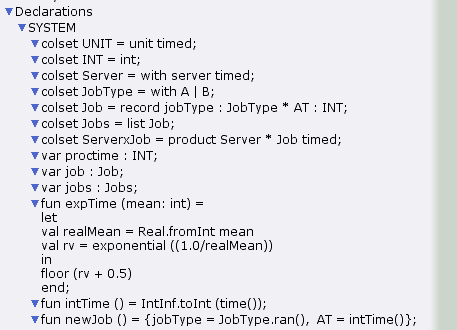 Declarations
SYSTEM
colset UNIT = unit timed;
colset INT = int;
colset Server = with server timed;
colset JobType = with A | B;
colset Job = record jobType : JobType * AT : INT;
colset Jobs = list Job;
colset ServerxJob = product Server * Job timed;
var proctime : INT;
var job : Job;
var jobs : Jobs;
fun expTime (mean: int) =
let
val realMean = Real.fromInt mean
val rv = exponential ((1.0/realMean))
in
floor (rv + 0.5)
end;
fun intTime () = IntInf.toInt (time());
fun newJob () = {jobType = JobType.ran(), AT = intTime()};